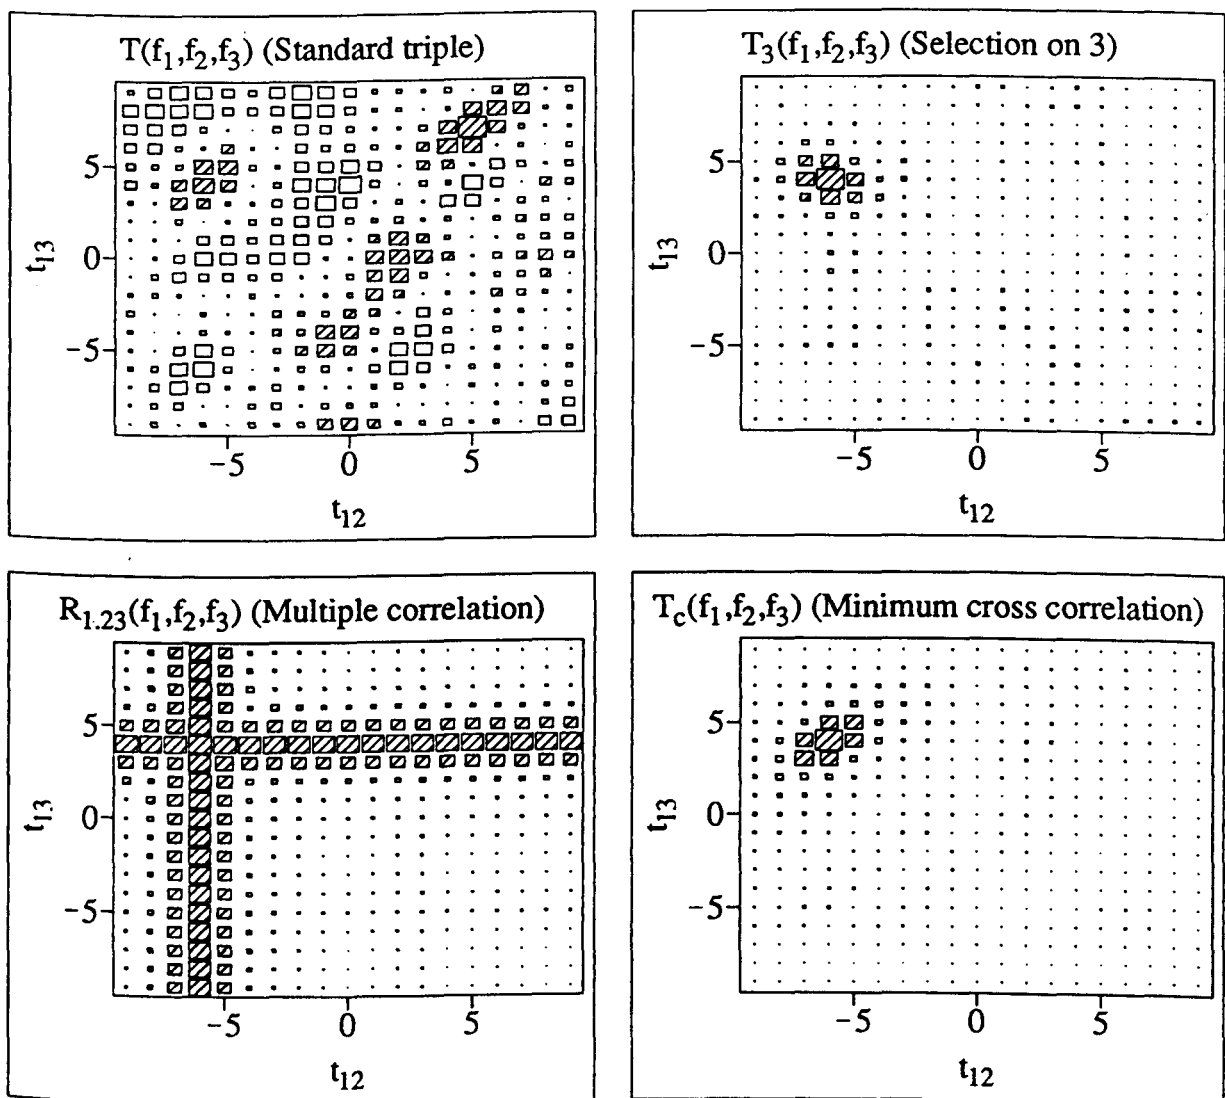 T(f1,f2,f3) (Standard triple)
5
0
-5
t13
-5
0
5
t12
T3(f1,f2,f3) (Selection on 3)
5
0
-5
t13
-5
0
5
t12
R1.23(f1,f2,f3) (Multiple correlation)
5
0
-5
t13
-5
0
5
t12
Tc(f1,f2,f3) (Minimum cross correlation)
5
0
-5
t13
-5
0
5
t12